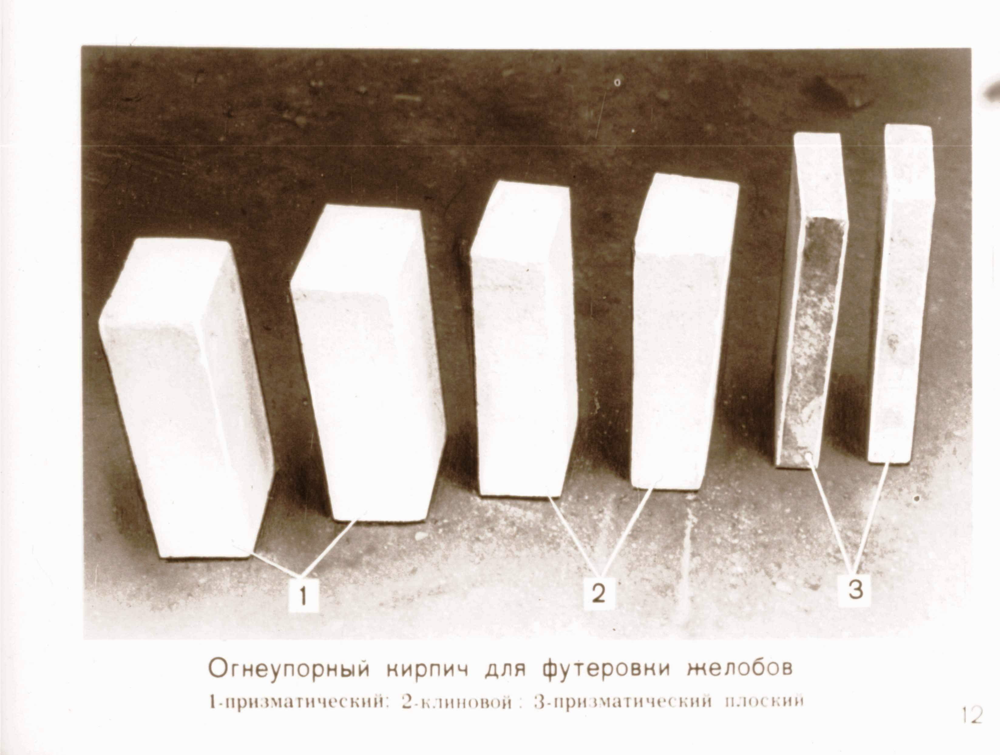 1
2
3
Огнеупорный кирпич для футеровки желобов
1-призматический: 2-клиновой: 3-призматический плоский
12